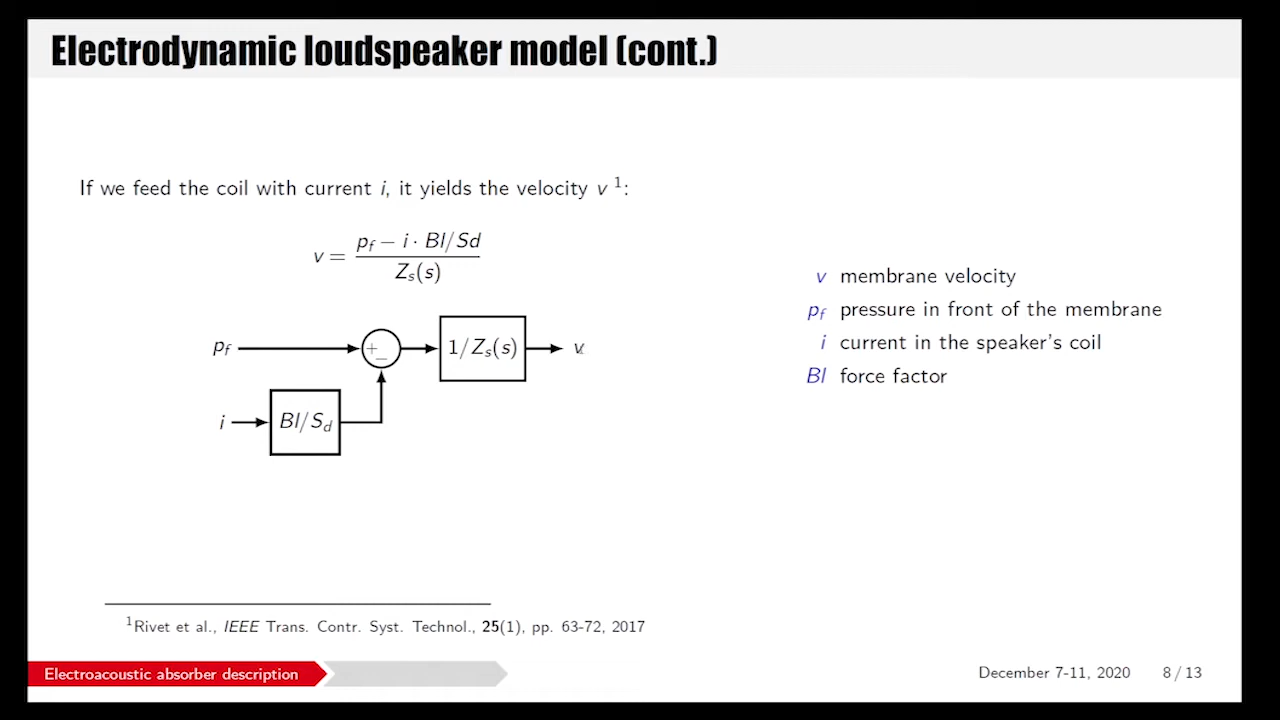 Electrodynamic loudspeaker model (cont.)
If we feed the coil with current i, it yields the velocity v ¹:
v = (p_f − i · Bl/Sd) / Z_s(s)
v membrane velocity
p_f pressure in front of the membrane
i current in the speaker's coil
Bl force factor
p_f + − 1/Z_s(s) v
i Bl/S_d
¹Rivet et al., IEEE Trans. Contr. Syst. Technol., 25(1), pp. 63-72, 2017
Electroacoustic absorber description December 7-11, 2020 8 / 13